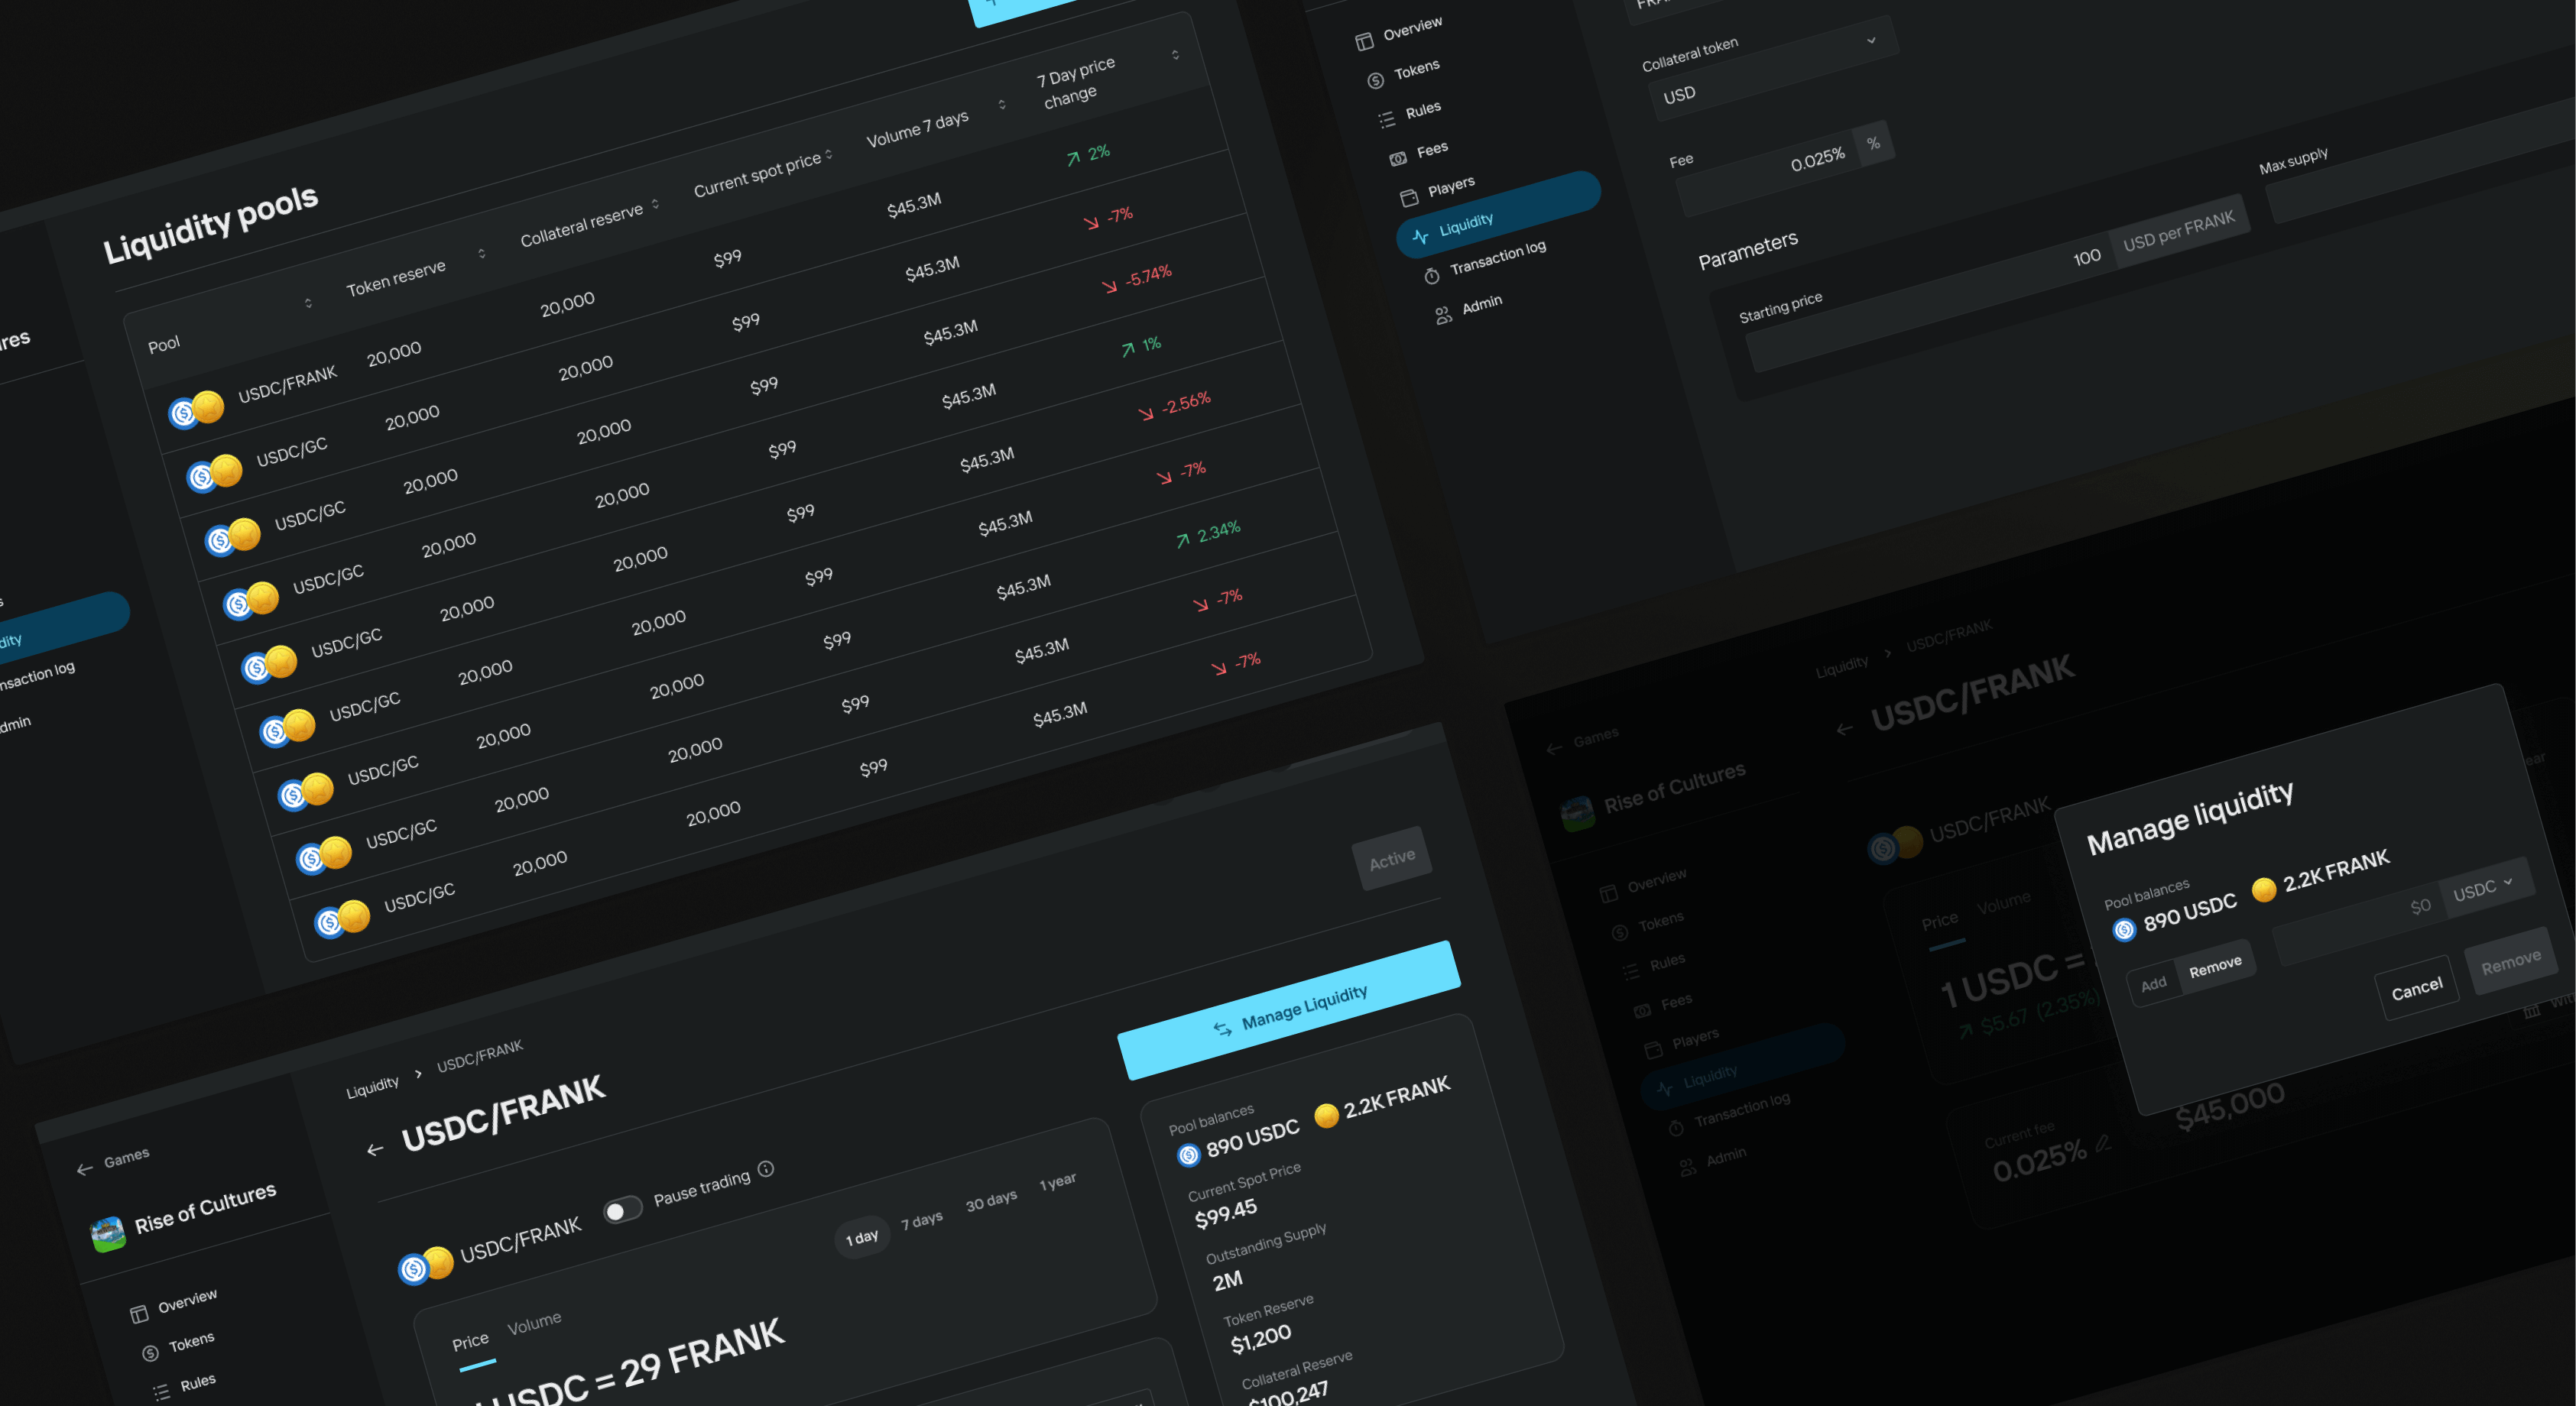 Liquidity pools
Pool
Token reserve
Collateral reserve
Current spot price
Volume 7 days
7 Day price
change
USDC/FRANK 20,000 20,000 $99 $45.3M 2%
USDC/GC 20,000 20,000 $99 $45.3M -7%
USDC/GC 20,000 20,000 $99 $45.3M -5.74%
USDC/GC 20,000 20,000 $99 $45.3M 1%
USDC/GC 20,000 20,000 $99 $45.3M -2.56%
USDC/GC 20,000 20,000 $99 $45.3M -7%
USDC/GC 20,000 20,000 $99 $45.3M 2.34%
USDC/GC 20,000 20,000 $99 $45.3M -7%
USDC/GC 20,000 20,000 $99 $45.3M -7%
Overview
Tokens
Rules
Fees
Players
Liquidity
Transaction log
Admin
Collateral token
USD
Fee
0.025% %
Parameters
Starting price
100 USD per FRANK
Max supply
Games
Rise of Cultures
Overview
Tokens
Rules
Liquidity > USDC/FRANK
USDC/FRANK
Active
USDC/FRANK
Pause trading
1 day 7 days 30 days 1 year
Price Volume
USDC = 29 FRANK
Manage Liquidity
Pool balances
890 USDC 2.2K FRANK
Current Spot Price
$99.45
Outstanding Supply
2M
Token Reserve
$1,200
Collateral Reserve
$100,247
Games
Rise of Cultures
Overview
Tokens
Rules
Fees
Players
Liquidity
Transaction log
Admin
Liquidity > USDC/FRANK
USDC/FRANK
USDC/FRANK
Price Volume
1 USDC =
$5.67 (2.35%)
Current fee
0.025%
$45,000
Manage liquidity
Pool balances
890 USDC 2.2K FRANK
Add Remove
$0 USDC
Cancel
Remove